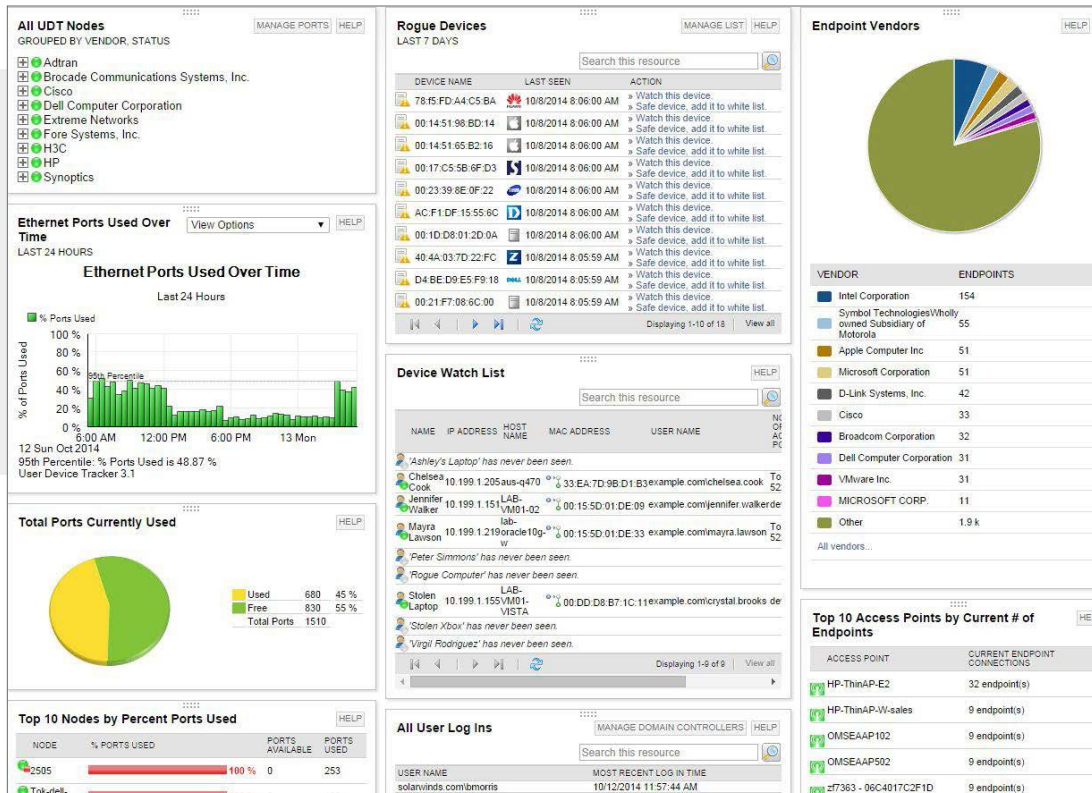 All UDT Nodes
MANAGE PORTS HELP
GROUPED BY VENDOR, STATUS
Adtran
Brocade Communications Systems, Inc.
Cisco
Dell Computer Corporation
Extreme Networks
Fore Systems, Inc.
H3C
HP
Synoptics
Ethernet Ports Used Over Time
View Options
HELP
LAST 24 HOURS
Ethernet Ports Used Over Time
Last 24 Hours
% Ports Used
% of Ports Used
100 %
80 %
60 %
40 %
20 %
0 %
95th Percentile
6:00 AM 12:00 PM 6:00 PM 13 Mon
12 Sun Oct 2014
95th Percentile: % Ports Used is 48.87 %
User Device Tracker 3.1
Total Ports Currently Used
HELP
Used 680 45 %
Free 830 55 %
Total Ports 1510
Top 10 Nodes by Percent Ports Used
HELP
NODE % PORTS USED PORTS AVAILABLE PORTS USED
2505 100 % 0 253
Tok-dell-
Rogue Devices
MANAGE LIST HELP
LAST 7 DAYS
Search this resource
DEVICE NAME LAST SEEN ACTION
78:f5:FD:A4:C5:BA 10/8/2014 8:06:00 AM » Watch this device.
» Safe device, add it to white list.
00:14:51:98:BD:14 10/8/2014 8:06:00 AM » Watch this device.
» Safe device, add it to white list.
00:14:51:65:B2:16 10/8/2014 8:06:00 AM » Watch this device.
» Safe device, add it to white list.
00:17:C5:5B:6F:D3 10/8/2014 8:06:00 AM » Watch this device.
» Safe device, add it to white list.
00:23:39:8E:0F:22 10/8/2014 8:06:00 AM » Watch this device.
» Safe device, add it to white list.
AC:F1:DF:15:55:6C 10/8/2014 8:06:00 AM » Watch this device.
» Safe device, add it to white list.
00:1D:D8:01:2D:0A 10/8/2014 8:06:00 AM » Watch this device.
» Safe device, add it to white list.
40:4A:03:7D:22:FC 10/8/2014 8:05:59 AM » Watch this device.
» Safe device, add it to white list.
D4:BE:D9:E5:F9:18 DELL 10/8/2014 8:05:59 AM » Watch this device.
» Safe device, add it to white list.
00:21:F7:08:6C:00 10/8/2014 8:05:59 AM » Watch this device.
» Safe device, add it to white list.
Displaying 1-10 of 18 View all
Device Watch List
HELP
Search this resource
NAME IP ADDRESS HOST NAME MAC ADDRESS USER NAME
'Ashley's Laptop' has never been seen.
Chelsea Cook 10.199.1.205 aus-q470 33:EA:7D:9B:D1:B3 example.com\chelsea.cook To 52
Jennifer Walker 10.199.1.151 LAB-VM01-02 00:15:5D:01:DE:09 example.com\jennifer.walker de
Mayra Lawson 10.199.1.219 lab-oracle10g-w 00:15:5D:01:DE:33 example.com\mayra.lawson To 52
'Peter Simmons' has never been seen.
'Rogue Computer' has never been seen.
Stolen Laptop 10.199.1.155 LAB-VM01-VISTA 00:DD:D8:B7:1C:11 example.com\crystal.brooks de
'Stolen Xbox' has never been seen.
'Virgil Rodriguez' has never been seen.
Displaying 1-9 of 9 View all
All User Log Ins
MANAGE DOMAIN CONTROLLERS HELP
Search this resource
USER NAME MOST RECENT LOG IN TIME
solarwinds.com\bmorris 10/12/2014 11:57:44 AM
Endpoint Vendors
HELP
VENDOR ENDPOINTS
Intel Corporation 154
Symbol TechnologiesWholly owned Subsidiary of Motorola 55
Apple Computer Inc 51
Microsoft Corporation 51
D-Link Systems, Inc. 42
Cisco 33
Broadcom Corporation 32
Dell Computer Corporation 31
VMware Inc. 31
MICROSOFT CORP. 11
Other 1.9 k
All vendors...
Top 10 Access Points by Current # of Endpoints
ACCESS POINT CURRENT ENDPOINT CONNECTIONS
HP-ThinAP-E2 32 endpoint(s)
HP-ThinAP-W-sales 9 endpoint(s)
OMSEAAP102 9 endpoint(s)
OMSEAAP502 9 endpoint(s)
zf7363 - 06C4017C2F1D 9 endpoint(s)